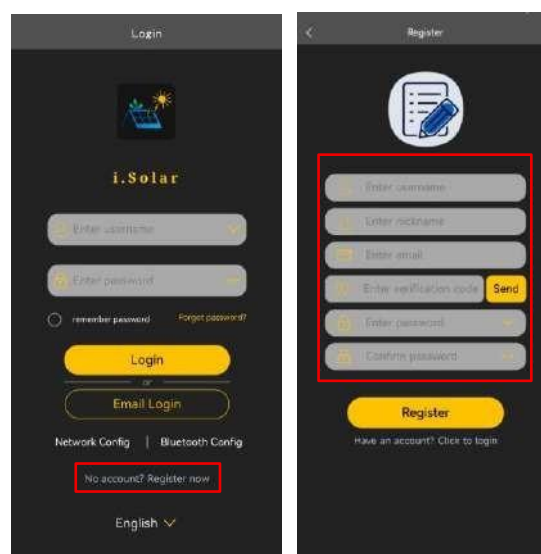 Login
i.Solar
Enter username
Enter password
remember password Forgot password?
Login
or
Email Login
Network Config | Bluetooth Config
No account? Register now
English
Register
Enter username
Enter nickname
Enter email
Enter verification code Send
Enter password
Confirm password
Register
Have an account? Click to login